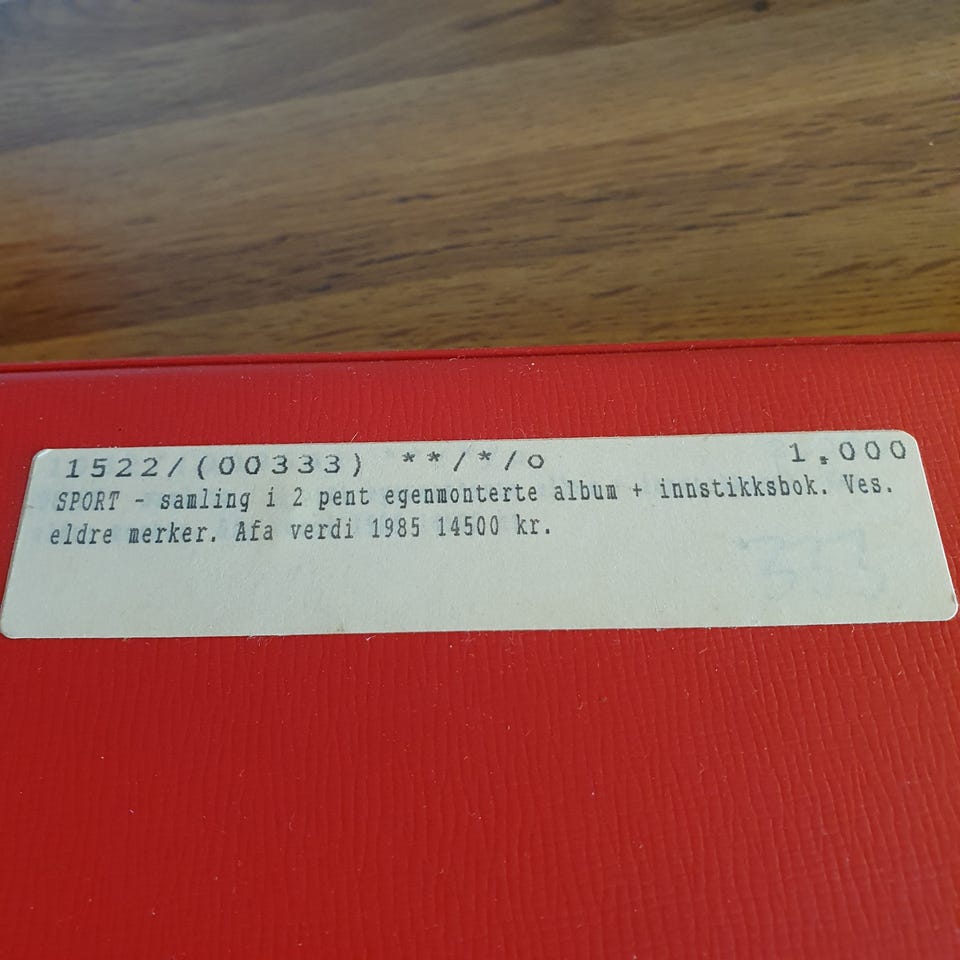 1522/(00333) **/*/o 1.000
SPORT - samling i 2 pent egenmonterte album + innstikksbok. Ves.
eldre merker. Afa verdi 1985 14500 kr.
333